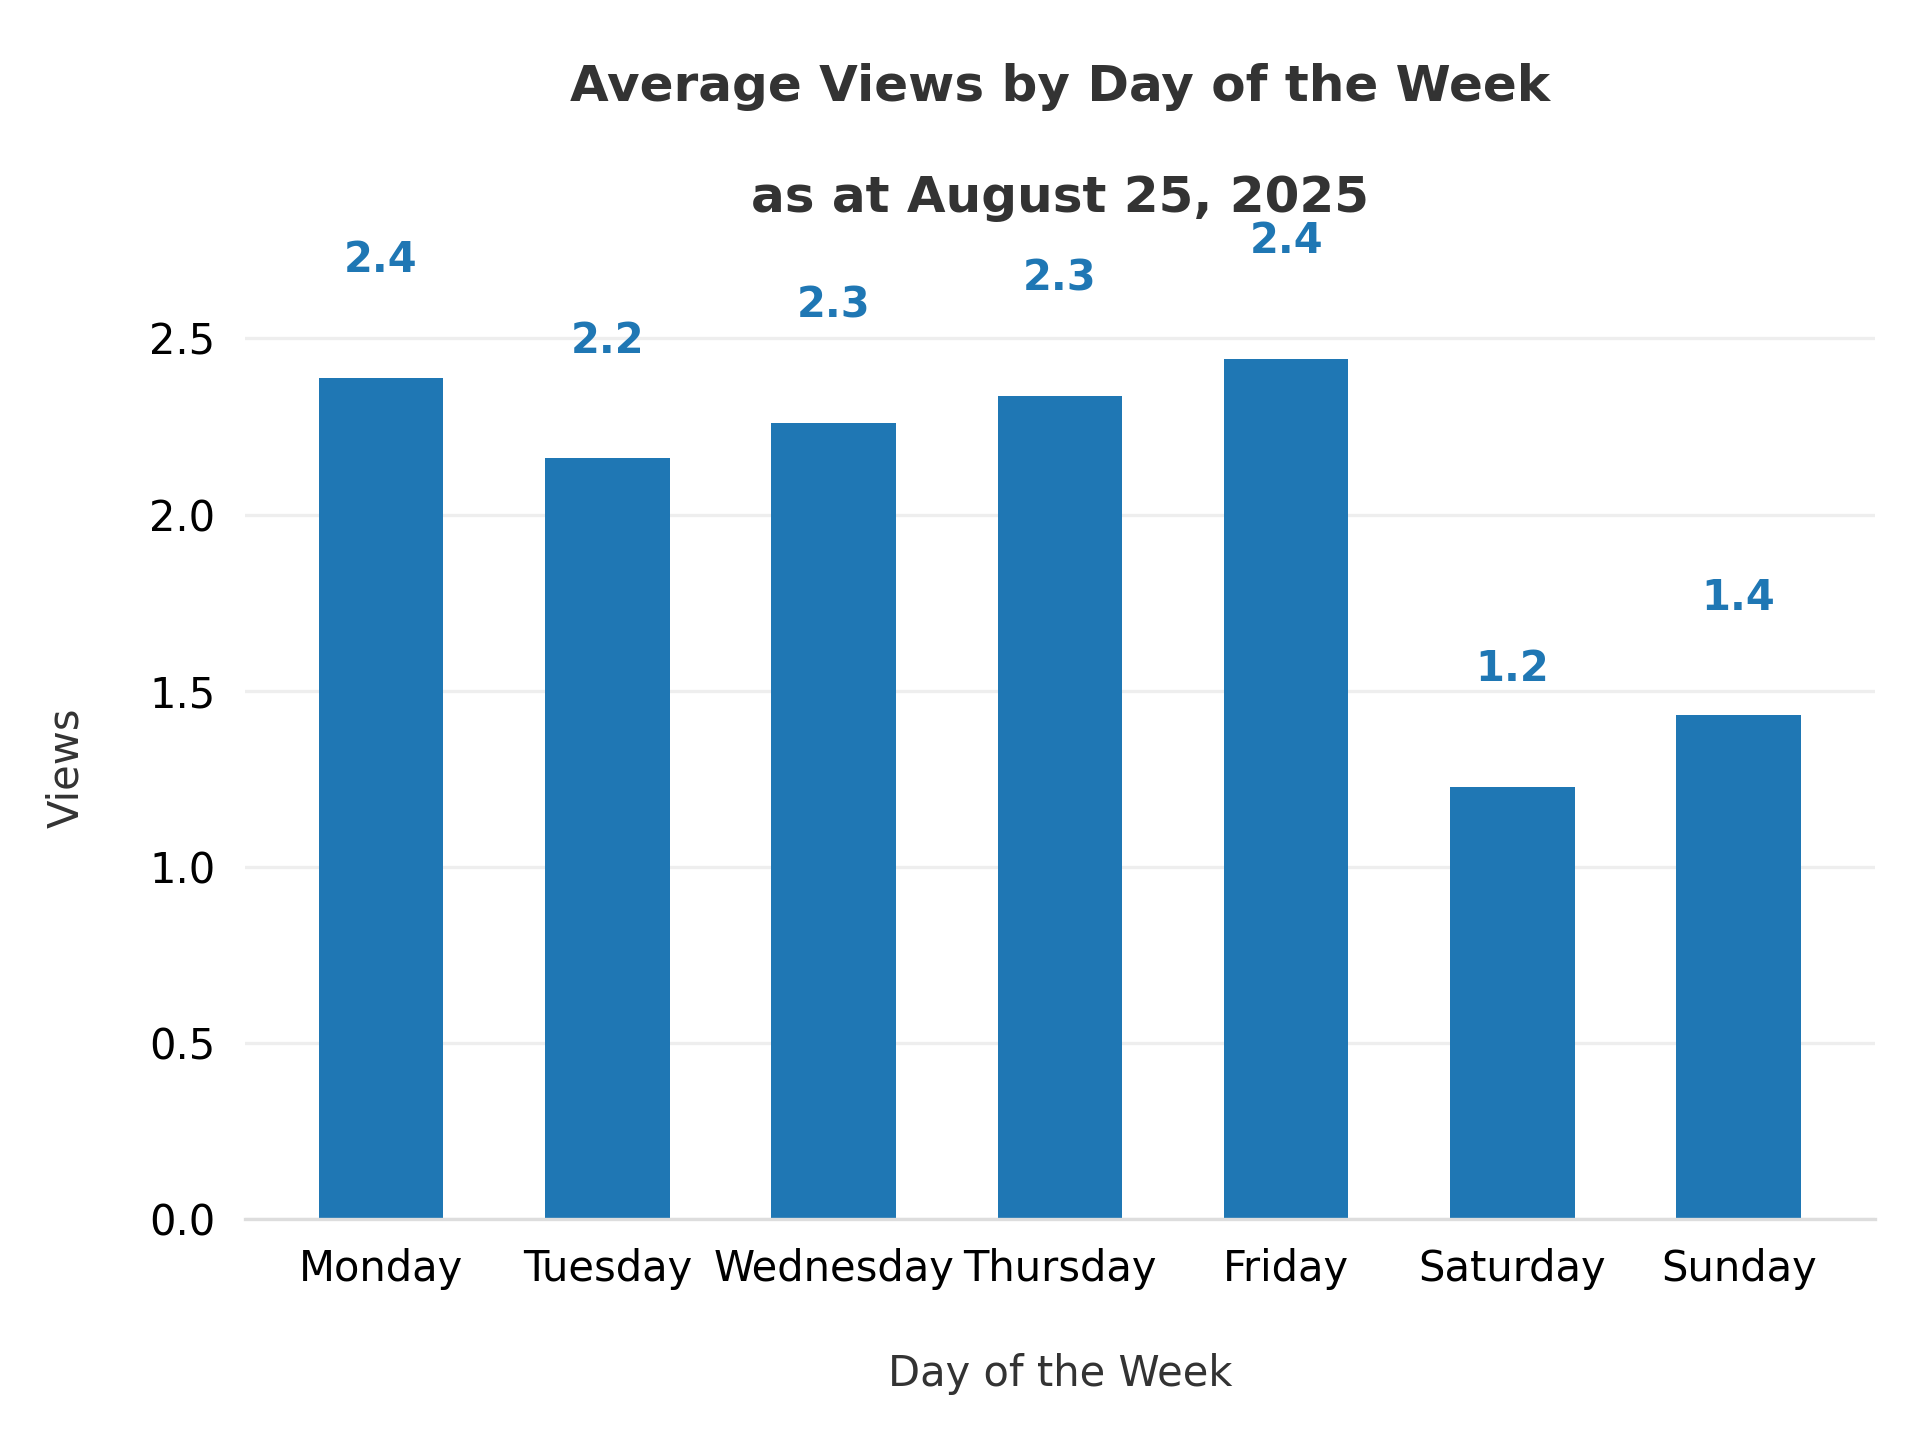 Average Views by Day of the Week
as at August 25, 2025
2.4
2.2
2.3
2.3
2.4
1.2
1.4
2.5
2.0
1.5
1.0
0.5
0.0
Views
Monday Tuesday Wednesday Thursday Friday Saturday Sunday
Day of the Week